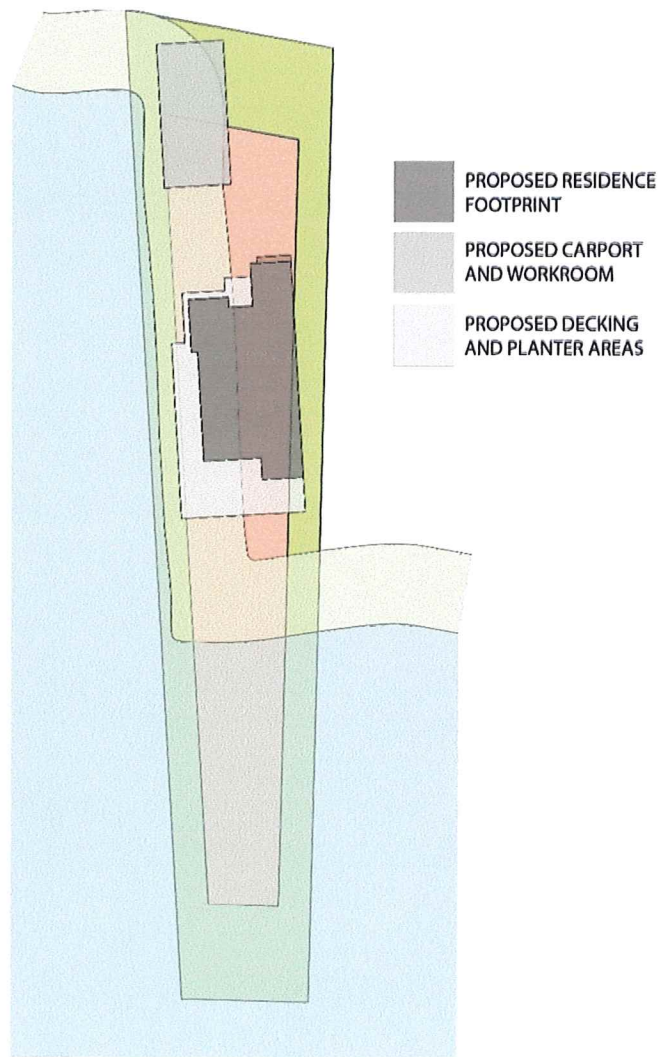 PROPOSED RESIDENCE
FOOTPRINT
PROPOSED CARPORT
AND WORKROOM
PROPOSED DECKING
AND PLANTER AREAS